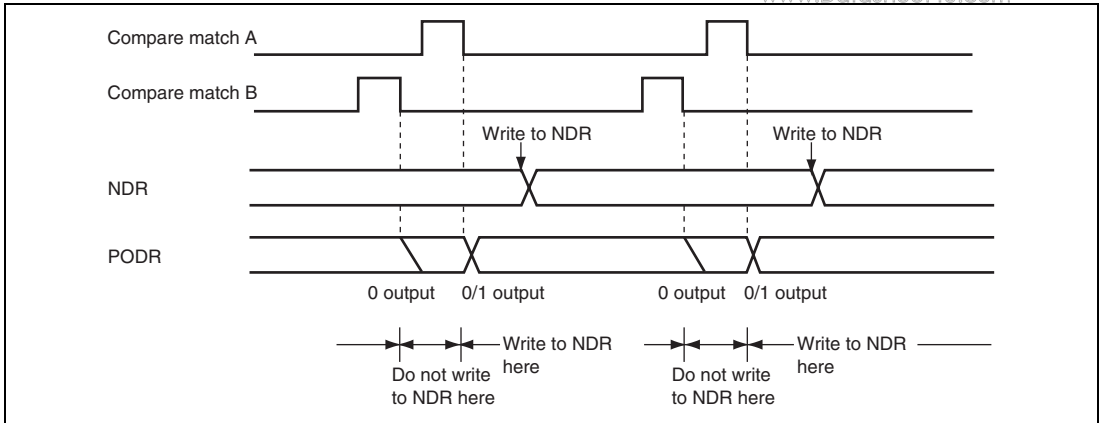 Compare match A
Compare match B
Write to NDR Write to NDR
NDR
PODR
0 output 0/1 output 0 output 0/1 output
Write to NDR here
Do not write to NDR here
Write to NDR here
Do not write to NDR here